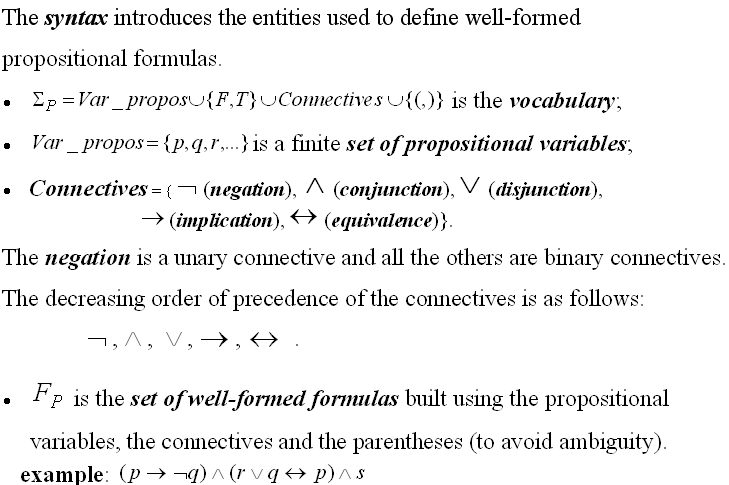 The syntax introduces the entities used to define well-formed
propositional formulas.
• Σ_P = Var_propos∪{F,T}∪Connectives∪{(,)} is the vocabulary;
• Var_propos={p,q,r,...} is a finite set of propositional variables;
• Connectives={ ¬ (negation), ∧ (conjunction), ∨ (disjunction),
→ (implication), ↔ (equivalence)}.
The negation is a unary connective and all the others are binary connectives.
The decreasing order of precedence of the connectives is as follows:
¬ , ∧ , ∨ , → , ↔ .
• F_P is the set of well-formed formulas built using the propositional
variables, the connectives and the parentheses (to avoid ambiguity).
example: (p → ¬q) ∧ (r ∨ q ↔ p) ∧ s